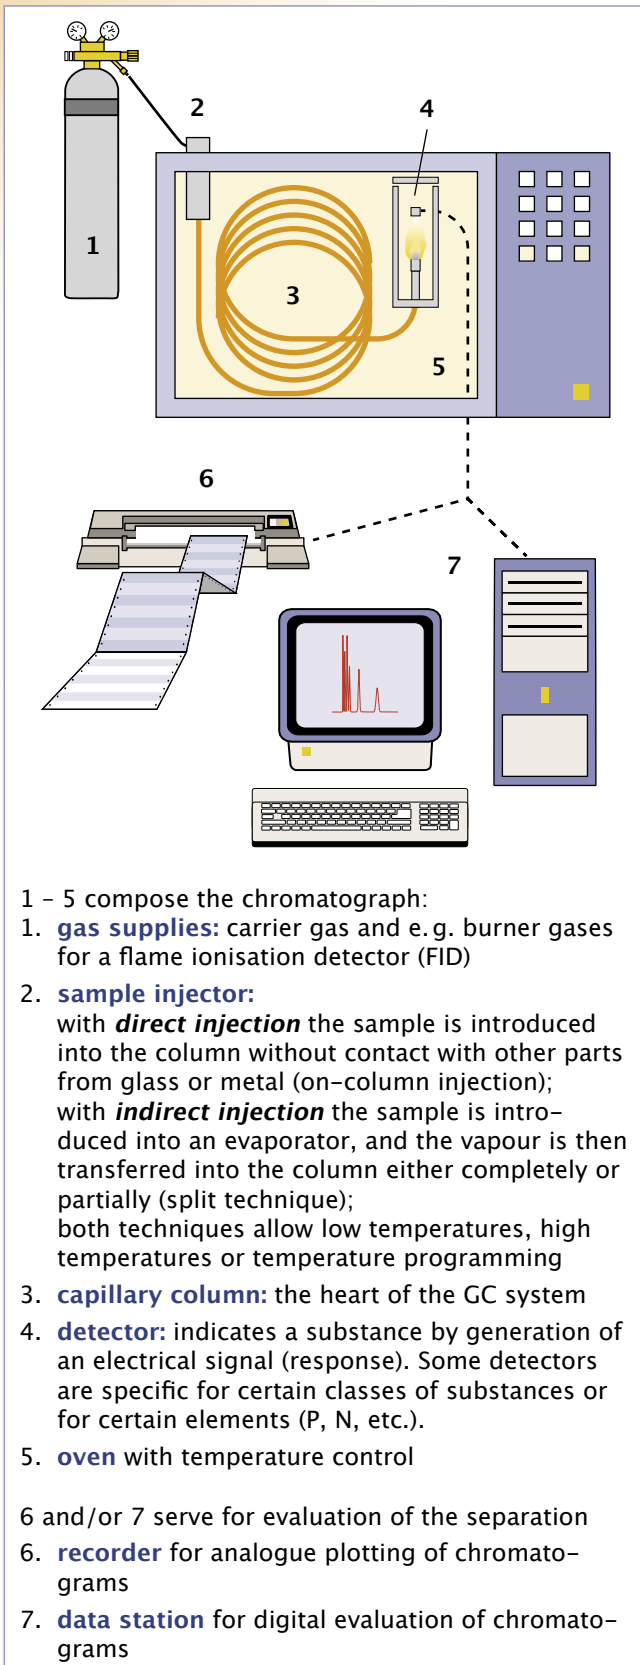 2
4
1
3
5
6
7
1 – 5 compose the chromatograph:
1. gas supplies: carrier gas and e. g. burner gases
for a flame ionisation detector (FID)
2. sample injector:
with direct injection the sample is introduced
into the column without contact with other parts
from glass or metal (on-column injection);
with indirect injection the sample is intro-
duced into an evaporator, and the vapour is then
transferred into the column either completely or
partially (split technique);
both techniques allow low temperatures, high
temperatures or temperature programming
3. capillary column: the heart of the GC system
4. detector: indicates a substance by generation of
an electrical signal (response). Some detectors
are specific for certain classes of substances or
for certain elements (P, N, etc.).
5. oven with temperature control
6 and/or 7 serve for evaluation of the separation
6. recorder for analogue plotting of chromato-
grams
7. data station for digital evaluation of chromato-
grams